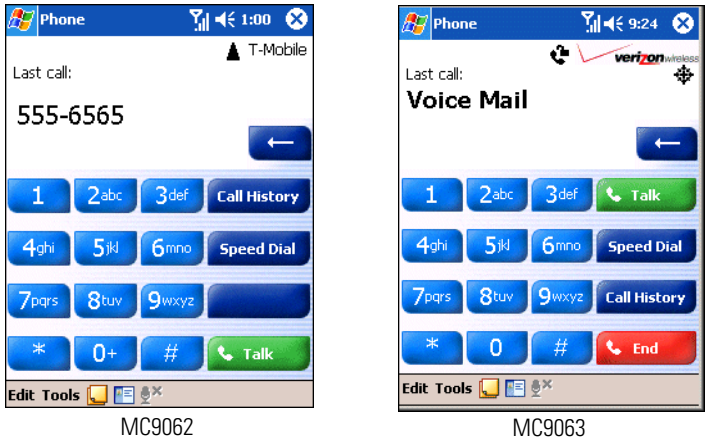 Phone 1:00
T-Mobile
Last call:
555-6565
1 2abc 3def Call History
4ghi 5jkl 6mno Speed Dial
7pqrs 8tuv 9wxyz
* 0+ # Talk
Edit Tools
MC9062
Phone 9:24
verizonwireless
Last call:
Voice Mail
1 2abc 3def Talk
4ghi 5jkl 6mno Speed Dial
7pqrs 8tuv 9wxyz Call History
* 0 # End
Edit Tools
MC9063